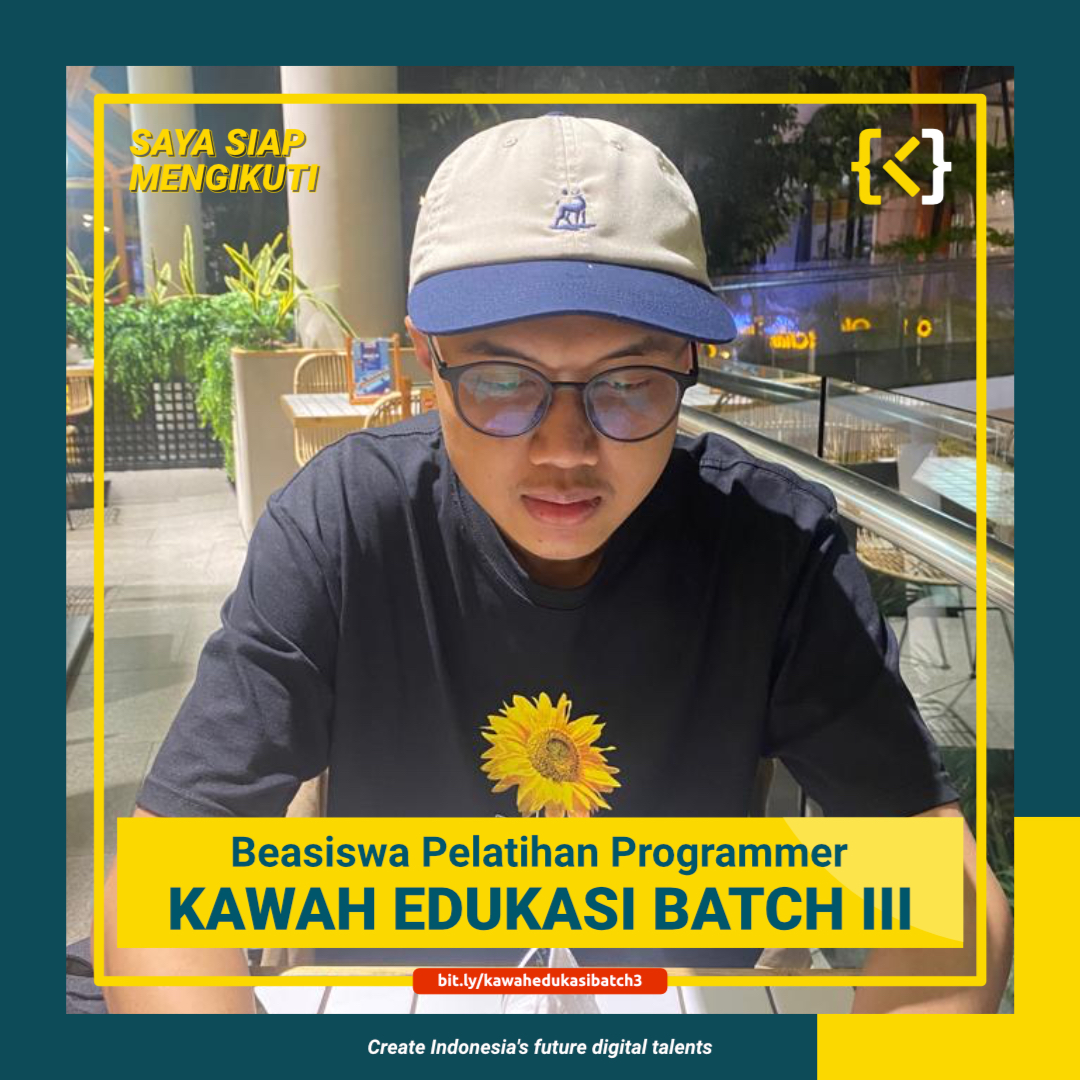 SAYA SIAP
MENGIKUTI
Beasiswa Pelatihan Programmer
KAWAH EDUKASI BATCH III
bit.ly/kawahedukasibatch3
Create Indonesia's future digital talents